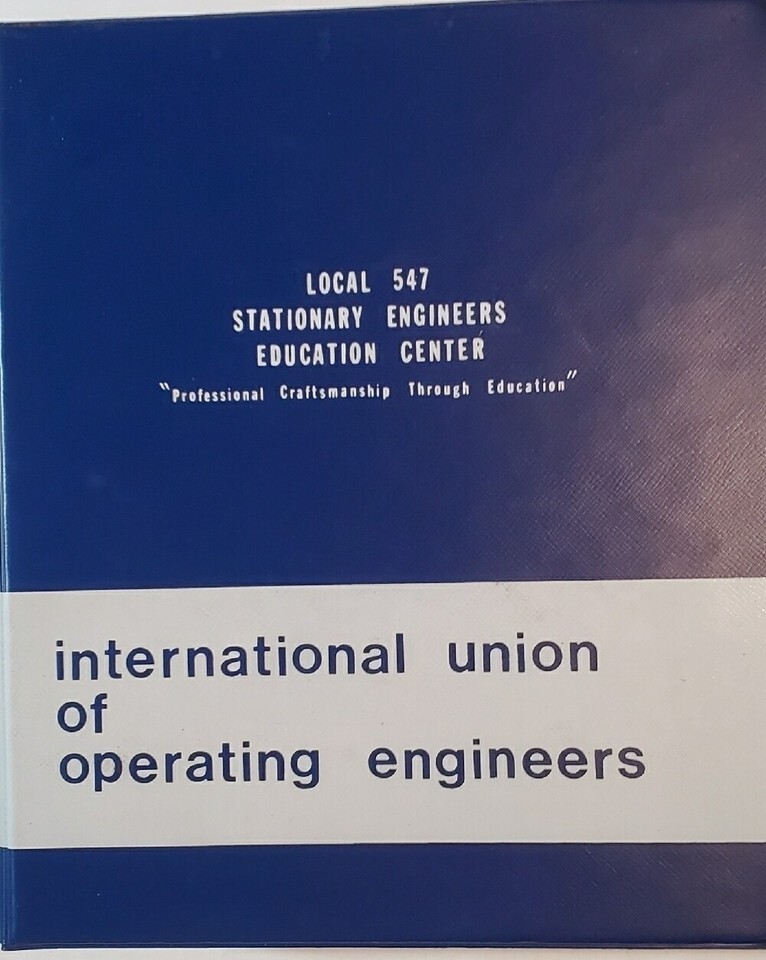 LOCAL 547
STATIONARY ENGINEERS
EDUCATION CENTER
"Professional Craftsmanship Through Education"
international union
of
operating engineers